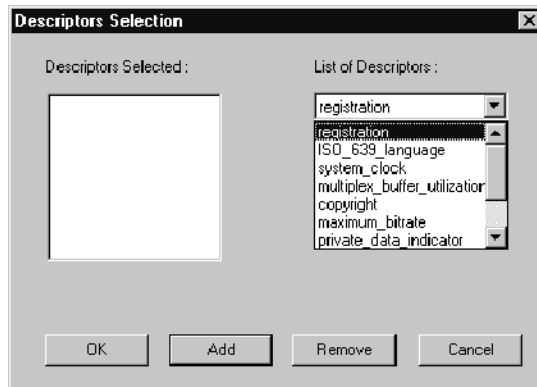 Descriptors Selection
Descriptors Selected :
List of Descriptors :
registration
registration
ISO_639_language
system_clock
multiplex_buffer_utilization
copyright
maximum_bitrate
private_data_indicator
OK
Add
Remove
Cancel